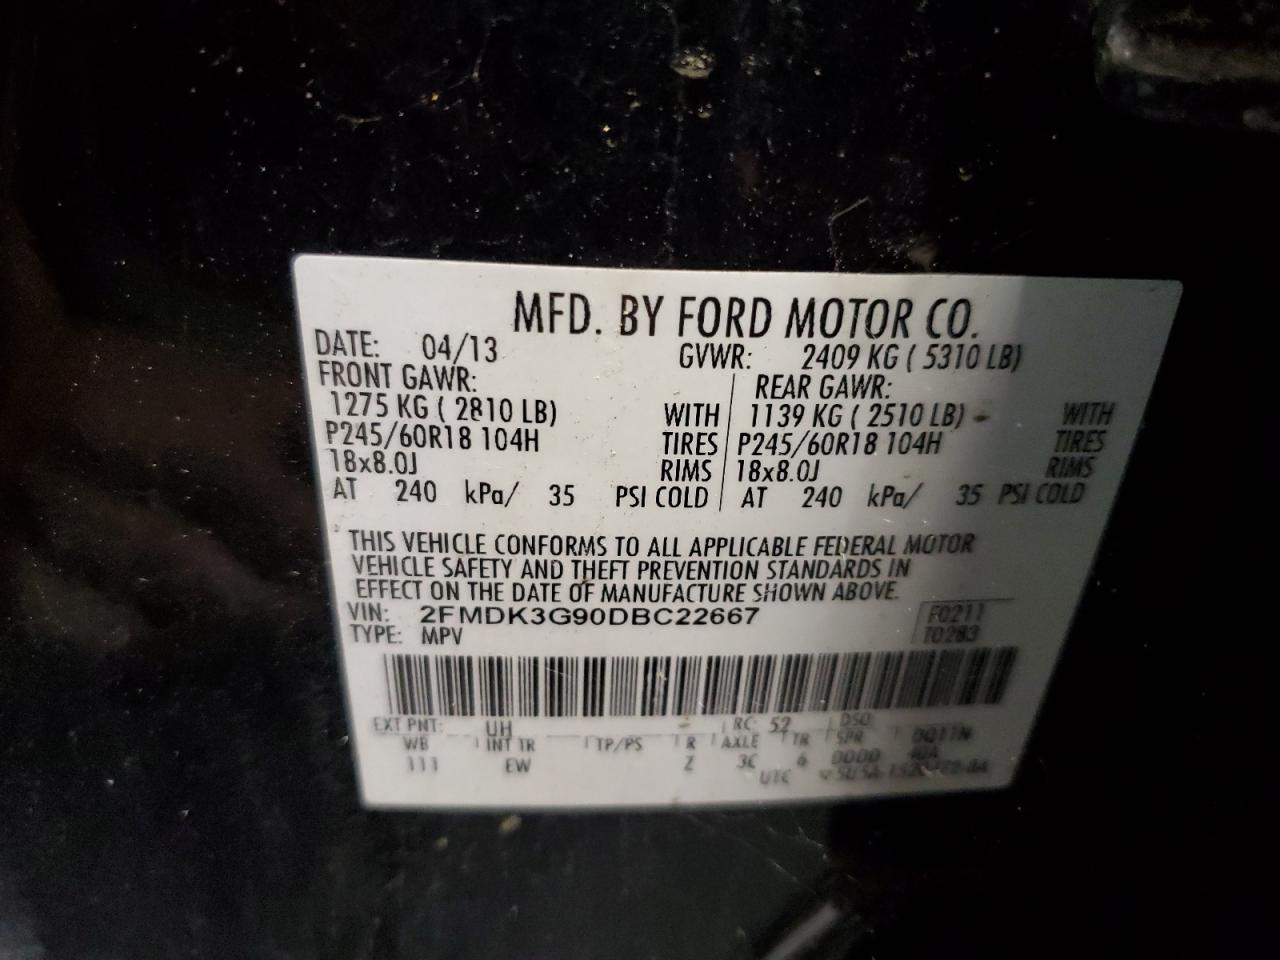 MFD. BY FORD MOTOR CO.
DATE: 04/13 GVWR: 2409 KG ( 5310 LB)
FRONT GAWR: REAR GAWR:
1275 KG ( 2810 LB) WITH 1139 KG ( 2510 LB) WITH
P245/60R18 104H TIRES P245/60R18 104H TIRES
18x8.0J RIMS 18x8.0J RIMS
AT 240 kPa/ 35 PSI COLD AT 240 kPa/ 35 PSI COLD
THIS VEHICLE CONFORMS TO ALL APPLICABLE FEDERAL MOTOR
VEHICLE SAFETY AND THEFT PREVENTION STANDARDS IN
EFFECT ON THE DATE OF MANUFACTURE SHOWN ABOVE.
VIN: 2FMDK3G90DBC22667 F0211
TYPE: MPV T0283
EXT PNT: UH RC: 52 DSO:
WB INT TR TP/PS R AXLE TR SPR
111 EW Z 3C 6
UTC